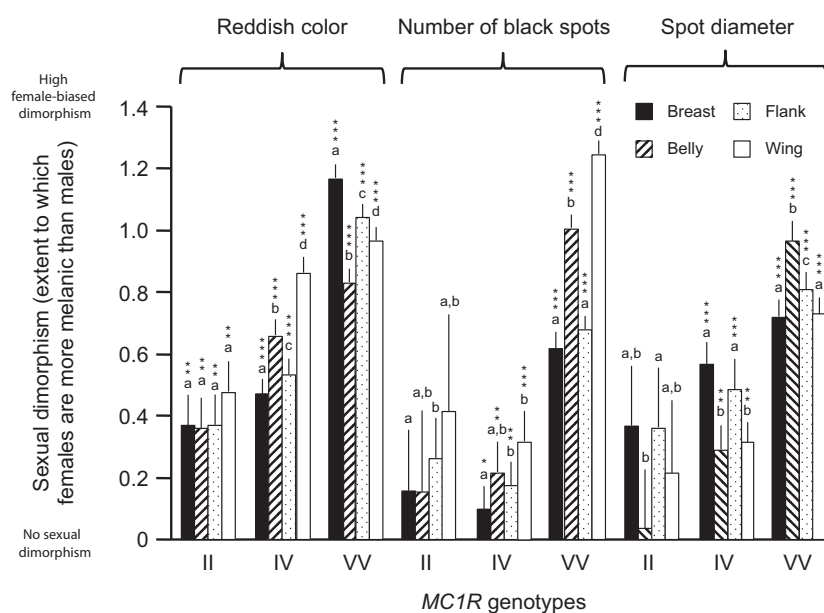 Reddish color Number of black spots Spot diameter
High
female-biased
dimorphism
Sexual dimorphism (extent to which
females are more melanic than males)
No sexual
dimorphism
1.4
1.2
1.0
0.8
0.6
0.4
0.2
0
Breast Flank
Belly Wing
** a ** a ** a ** a
*** a *** b *** c *** d
*** a *** b *** c *** d
a a,b b a,b
* a ** a,b ** b *** b
*** a *** b *** a *** d
a,b b a a,b
*** a ** b *** a ** b
*** a *** b *** c *** a
II IV VV II IV VV II IV VV
MC1R genotypes